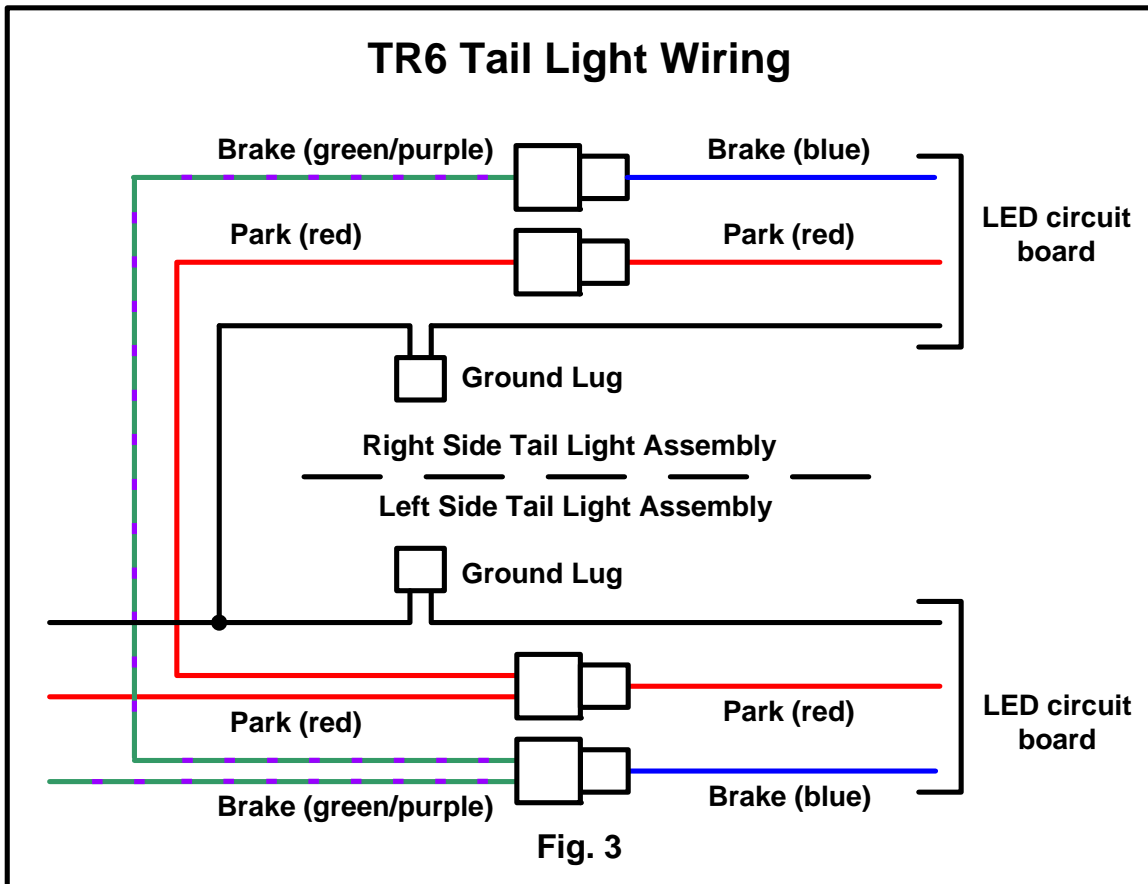 TR6 Tail Light Wiring
Brake (green/purple)
Brake (blue)
Park (red)
Park (red)
LED circuit
board
Ground Lug
Right Side Tail Light Assembly
Left Side Tail Light Assembly
Ground Lug
Park (red)
Park (red)
LED circuit
board
Brake (green/purple)
Brake (blue)
Fig. 3